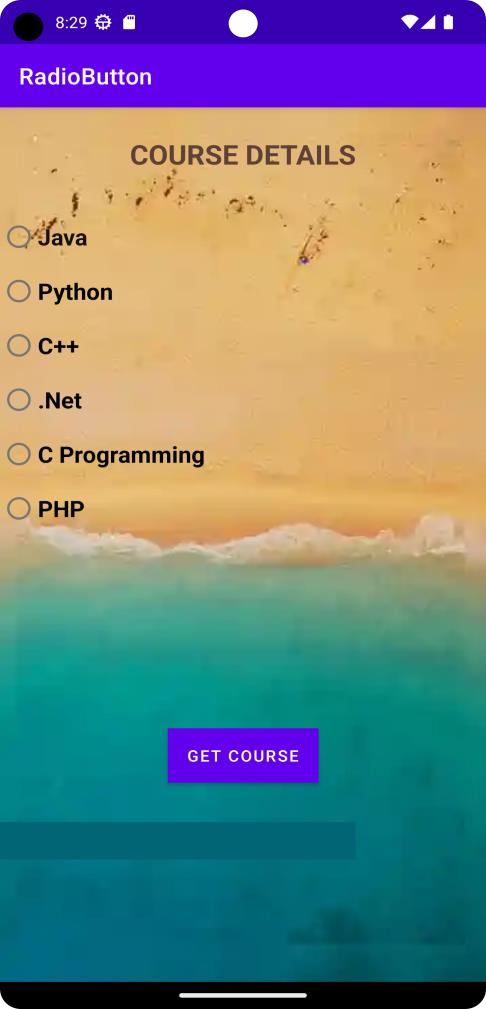 8:29
RadioButton
COURSE DETAILS
Java
Python
C++
.Net
C Programming
PHP
GET COURSE